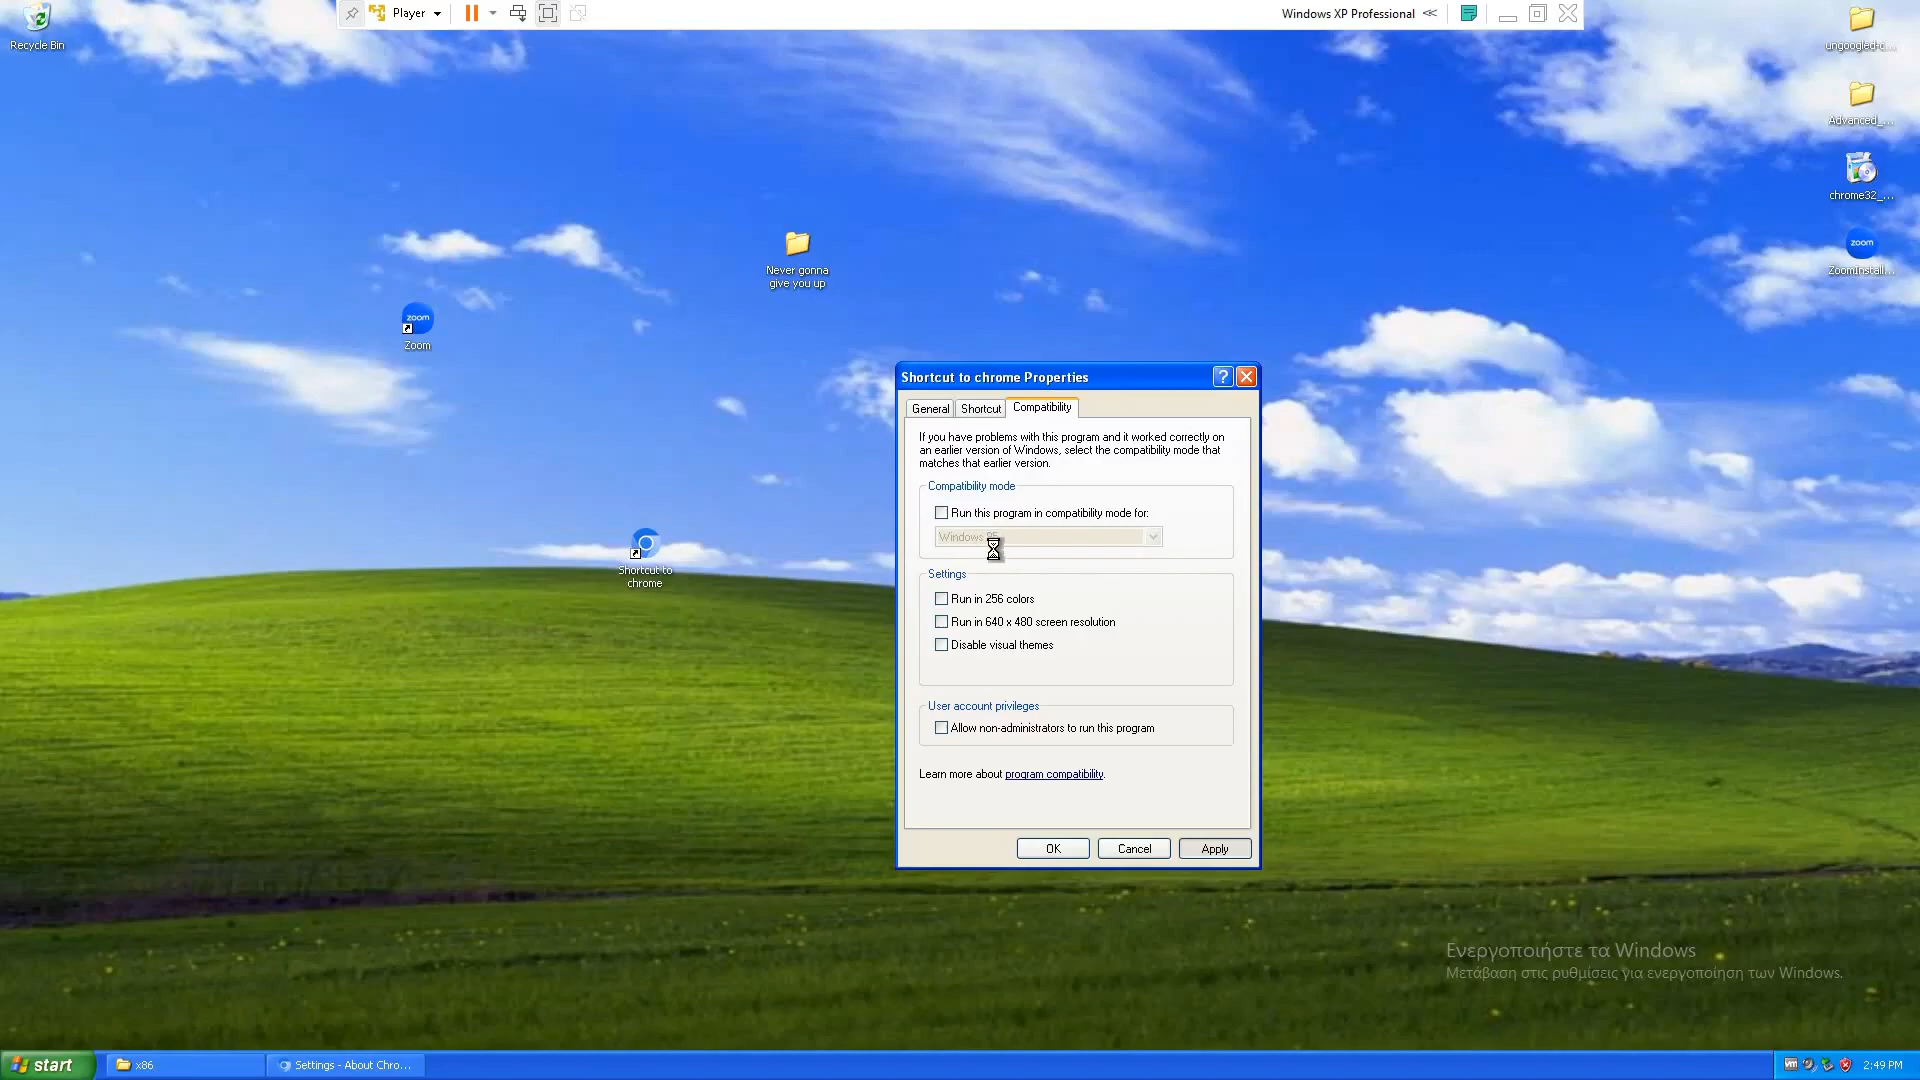 Player
Windows XP Professional
Recycle Bin
ungoogled-c...
Advanced_...
chrome32_...
zoom
ZoomInstall...
Never gonna
give you up
zoom
Zoom
Shortcut to
chrome
Shortcut to chrome Properties
General
Shortcut
Compatibility
If you have problems with this program and it worked correctly on
an earlier version of Windows, select the compatibility mode that
matches that earlier version.
Compatibility mode
Run this program in compatibility mode for:
Windows
Settings
Run in 256 colors
Run in 640 x 480 screen resolution
Disable visual themes
User account privileges
Allow non-administrators to run this program
Learn more about program compatibility.
OK
Cancel
Apply
Ενεργοποιήστε τα Windows
Μετάβαση στις ρυθμίσεις για ενεργοποίηση των Windows.
start
x86
Settings - About Chro...
vm
2:49 PM